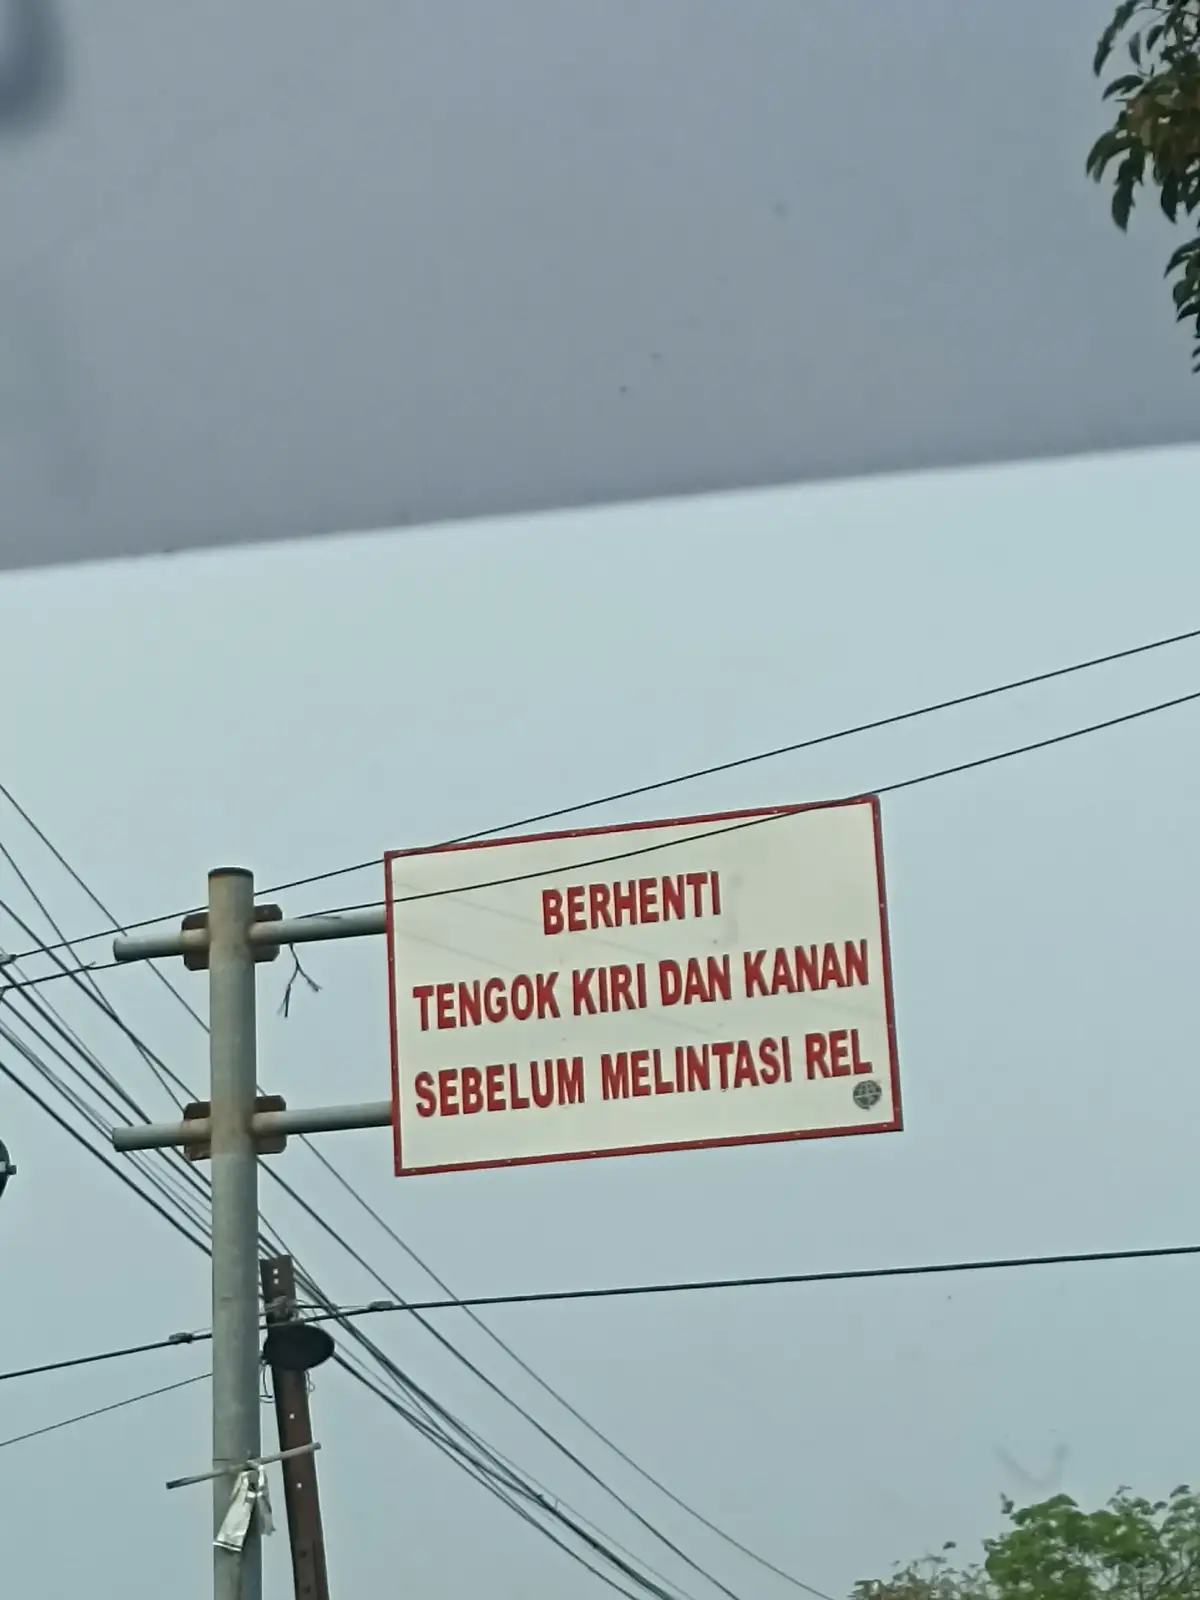 BERHENTI
TENGOK KIRI DAN KANAN
SEBELUM MELINTASI REL